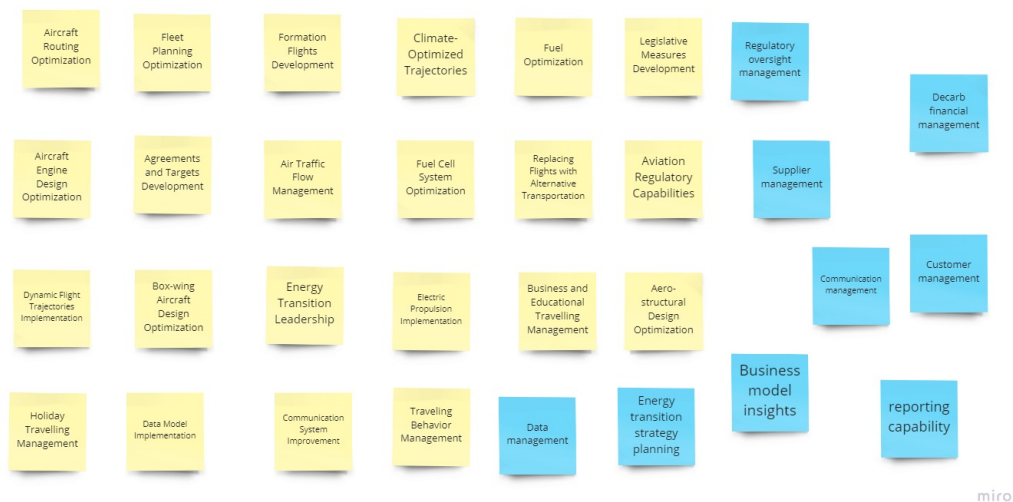 Aircraft
Routing
Optimization
Fleet
Planning
Optimization
Formation
Flights
Development
Climate-
Optimized
Trajectories
Fuel
Optimization
Legislative
Measures
Development
Regulatory
oversight
management
Decarb
financial
management
Aircraft
Engine
Design
Optimization
Agreements
and Targets
Development
Air Traffic
Flow
Management
Fuel Cell
System
Optimization
Replacing
Flights with
Alternative
Transportation
Aviation
Regulatory
Capabilities
Supplier
management
Communication
management
Customer
management
Dynamic Flight
Trajectories
Implementation
Box-wing
Aircraft
Design
Optimization
Energy
Transition
Leadership
Electric
Propulsion
Implementation
Business and
Educational
Travelling
Management
Aero-
structural
Design
Optimization
Business
model
insights
reporting
capability
Holiday
Travelling
Management
Data Model
Implementation
Communication
System
Improvement
Traveling
Behavior
Management
Data
management
Energy
transition
strategy
planning
miro